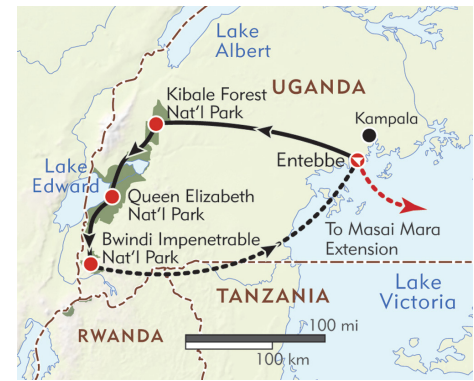 Lake
Albert
UGANDA
Kibale Forest
Nat'l Park
Kampala
Entebbe
Lake
Edward
Queen Elizabeth
Nat'l Park
To Masai Mara
Extension
Bwindi Impenetrable
Nat'l Park
TANZANIA
Lake
Victoria
RWANDA
100 mi
100 km